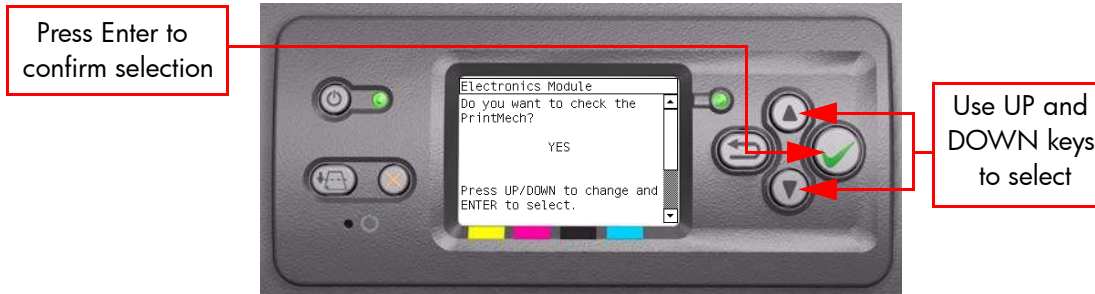 Press Enter to
confirm selection
Electronics Module
Do you want to check the
PrintMech?
YES
Press UP/DOWN to change and
ENTER to select.
Use UP and
DOWN keys
to select